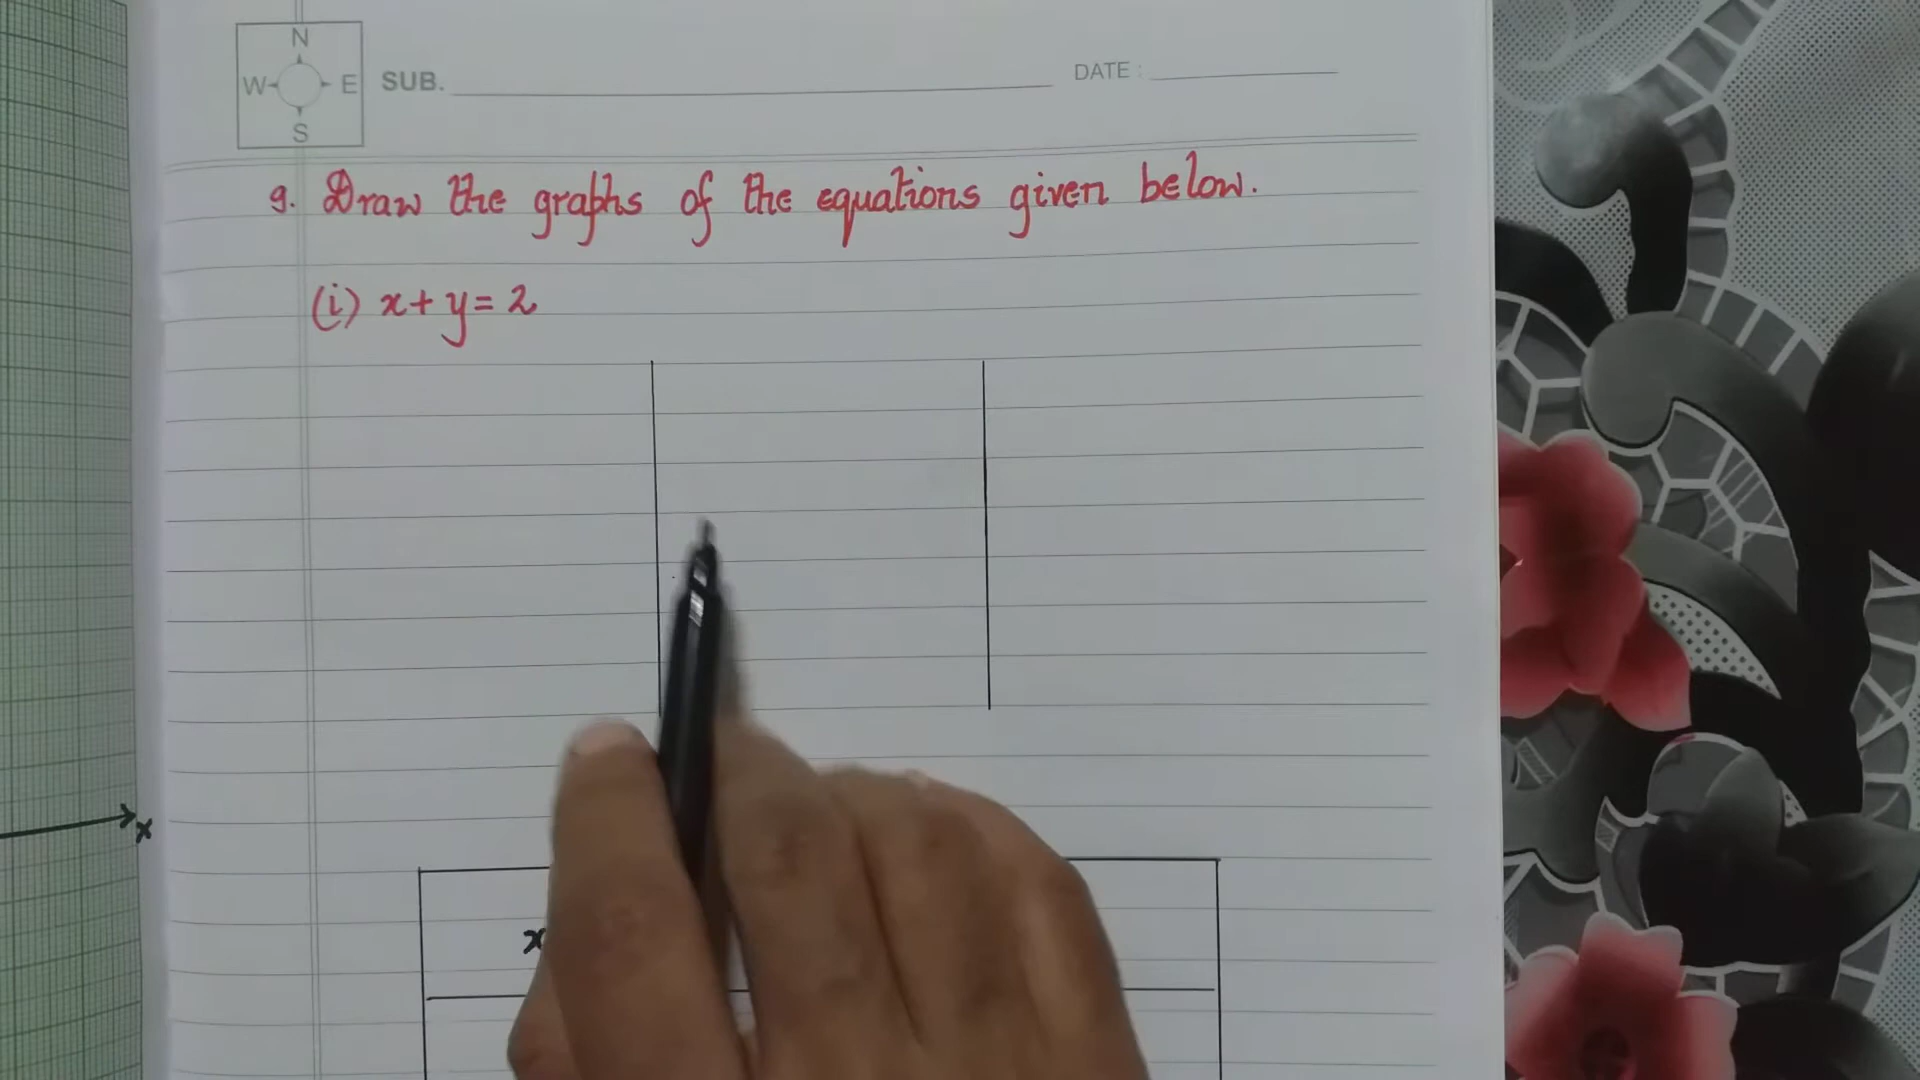 N
W E
S
SUB.
DATE :
9. Draw the graphs of the equations given below.
(i) x + y = 2
x
x